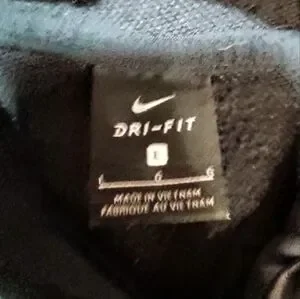 DRI-FIT
L
MADE IN VIETNAM
FABRIQUÉ AU VIETNAM